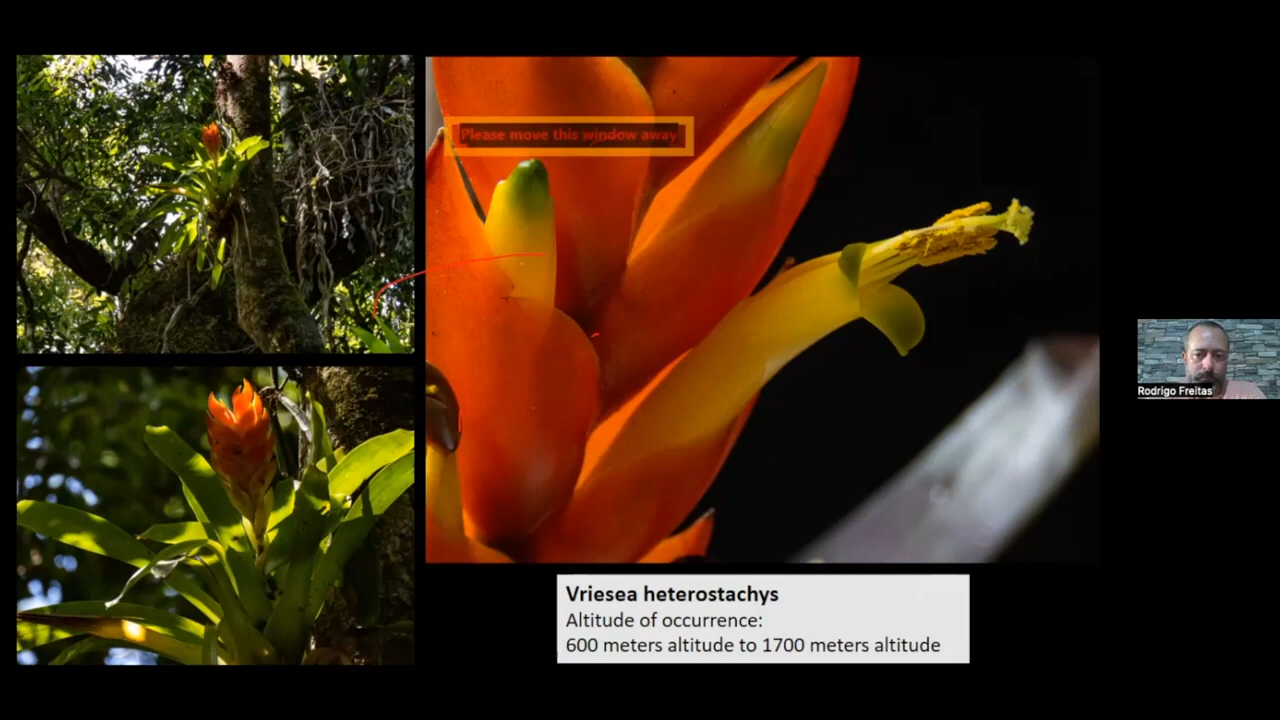 Please move this window away
Vriesea heterostachys
Altitude of occurrence:
600 meters altitude to 1700 meters altitude
Rodrigo Freitas